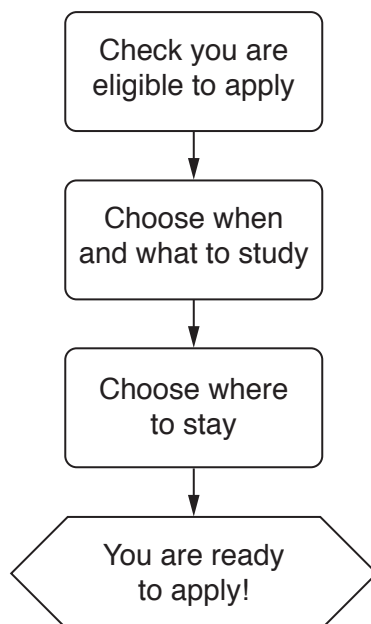 Check you are
eligible to apply
Choose when
and what to study
Choose where
to stay
You are ready
to apply!